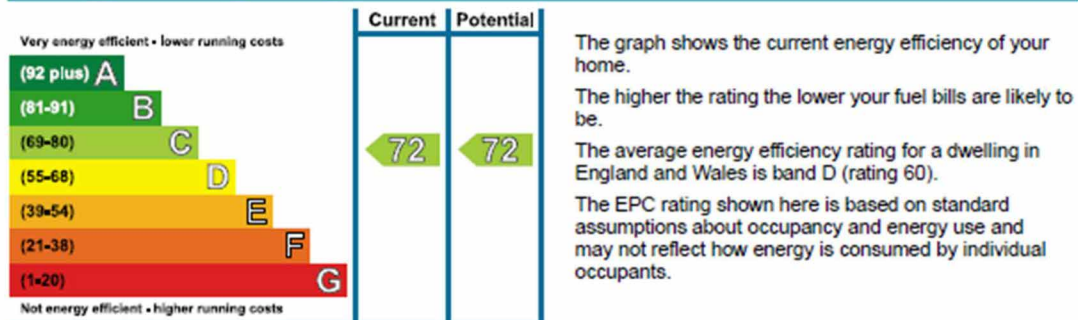 Current Potential
Very energy efficient - lower running costs
(92 plus) A
(81-91) B
(69-80) C
(55-68) D
(39-54) E
(21-38) F
(1-20) G
Not energy efficient - higher running costs
72 72
The graph shows the current energy efficiency of your
home.
The higher the rating the lower your fuel bills are likely to
be.
The average energy efficiency rating for a dwelling in
England and Wales is band D (rating 60).
The EPC rating shown here is based on standard
assumptions about occupancy and energy use and
may not reflect how energy is consumed by individual
occupants.